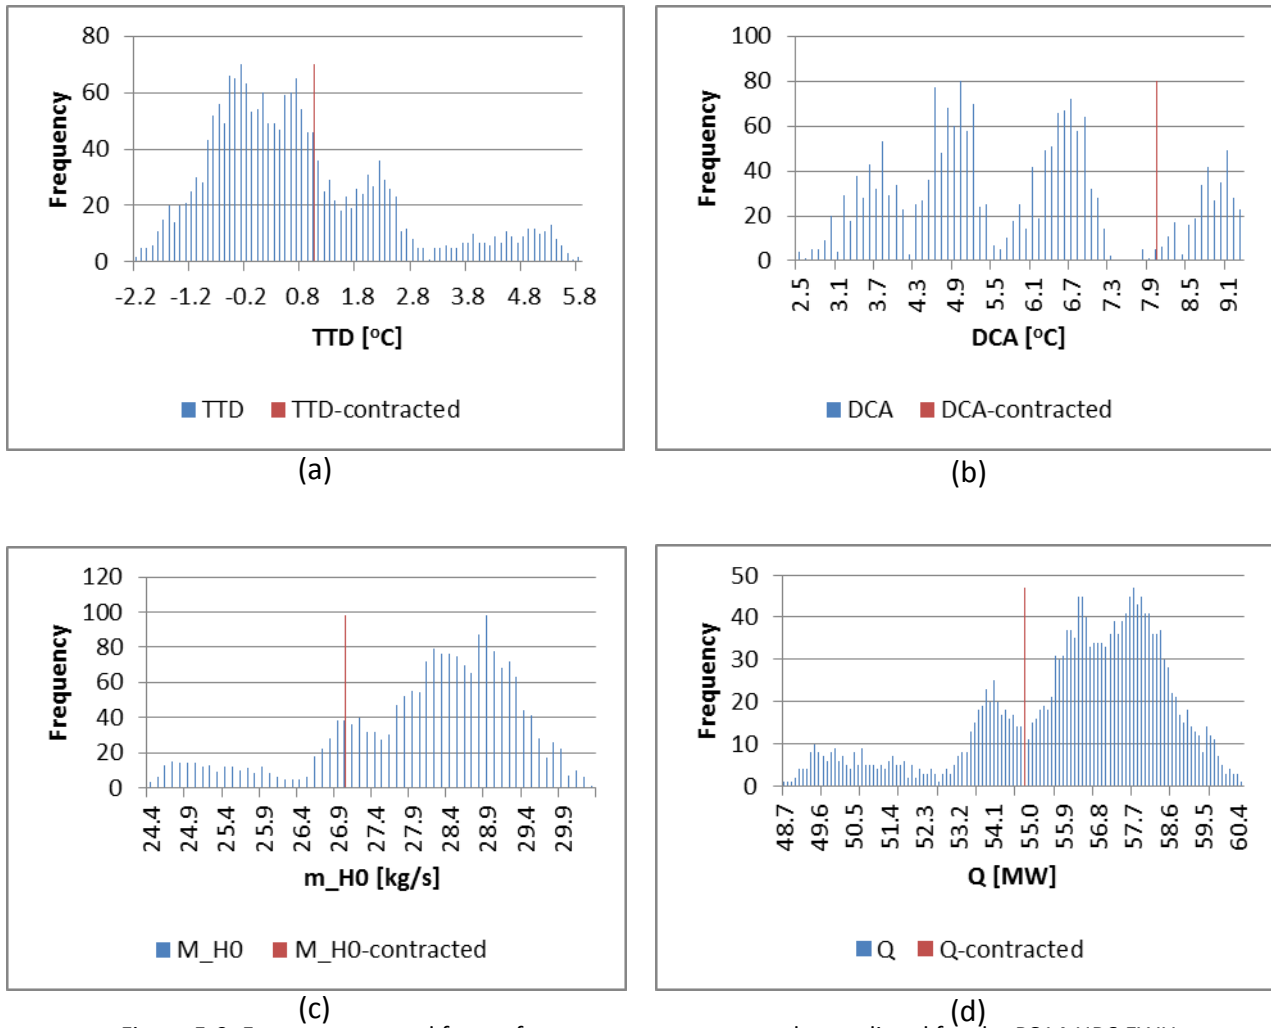 80
60
40
20
0
Frequency
-2.2 -1.2 -0.2 0.8 1.8 2.8 3.8 4.8 5.8
TTD [°C]
TTD TTD-contracted
(a)
100
80
60
40
20
0
Frequency
2.5 3.1 3.7 4.3 4.9 5.5 6.1 6.7 7.3 7.9 8.5 9.1
DCA [°C]
DCA DCA-contracted
(b)
120
100
80
60
40
20
0
Frequency
24.4 24.9 25.4 25.9 26.4 26.9 27.4 27.9 28.4 28.9 29.4 29.9
m_H0 [kg/s]
M_H0 M_H0-contracted
(c)
50
40
30
20
10
0
Frequency
48.7 49.6 50.5 51.4 52.3 53.2 54.1 55.0 55.9 56.8 57.7 58.6 59.5 60.4
Q [MW]
Q Q-contracted
(d)